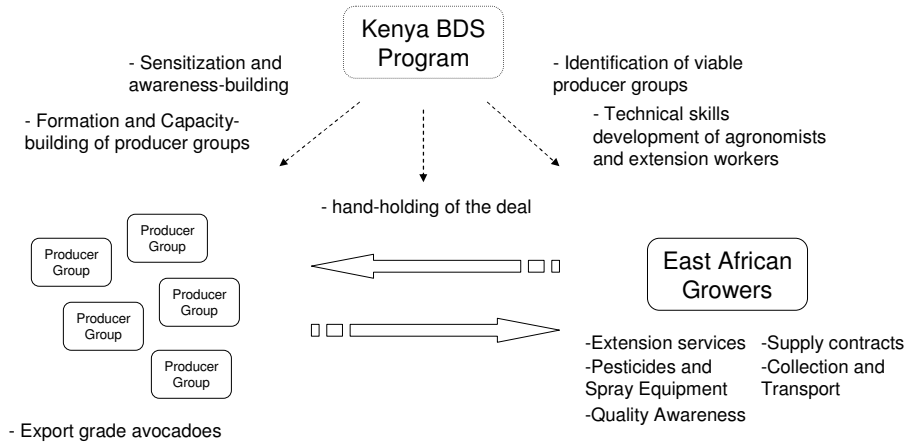 Kenya BDS
Program
- Sensitization and
awareness-building
- Identification of viable
producer groups
- Formation and Capacity-
building of producer groups
- Technical skills
development of agronomists
and extension workers
- hand-holding of the deal
Producer
Group
Producer
Group
Producer
Group
Producer
Group
Producer
Group
East African
Growers
-Extension services
-Pesticides and
Spray Equipment
-Quality Awareness
-Supply contracts
-Collection and
Transport
- Export grade avocadoes